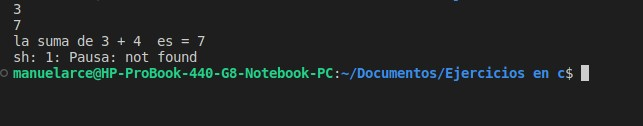 3
7
la suma de 3 + 4  es = 7
sh: 1: Pausa: not found
manuelarce@HP-ProBook-440-G8-Notebook-PC:~/Documentos/Ejercicios en c$